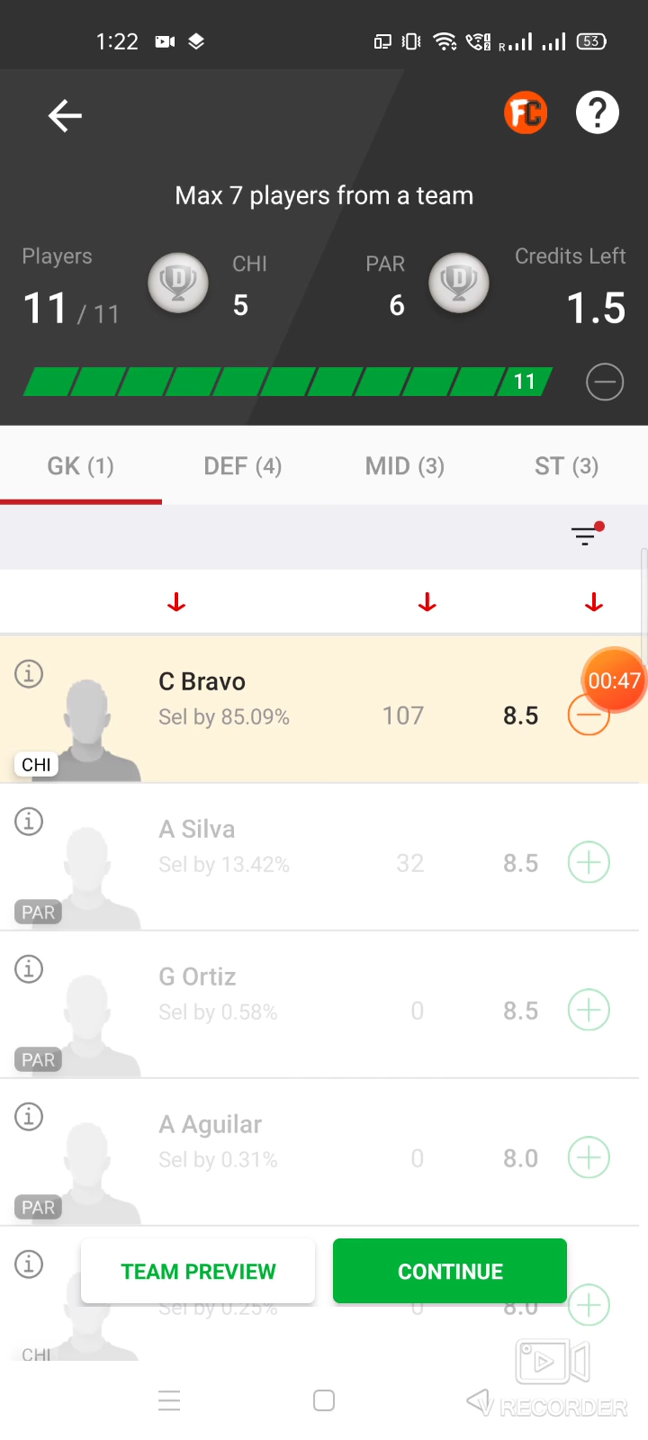 1:22
R
53
FC
?
Max 7 players from a team
Players
CHI
PAR
Credits Left
11 / 11
D
5
6
D
1.5
11
GK (1)
DEF (4)
MID (3)
ST (3)
C Bravo
00:47
Sel by 85.09%
107
8.5
CHI
A Silva
Sel by 13.42%
32
8.5
PAR
G Ortiz
Sel by 0.58%
0
8.5
PAR
A Aguilar
Sel by 0.31%
0
8.0
PAR
TEAM PREVIEW
CONTINUE
Sel by 0.25%
0
8.0
CHI
V RECORDER